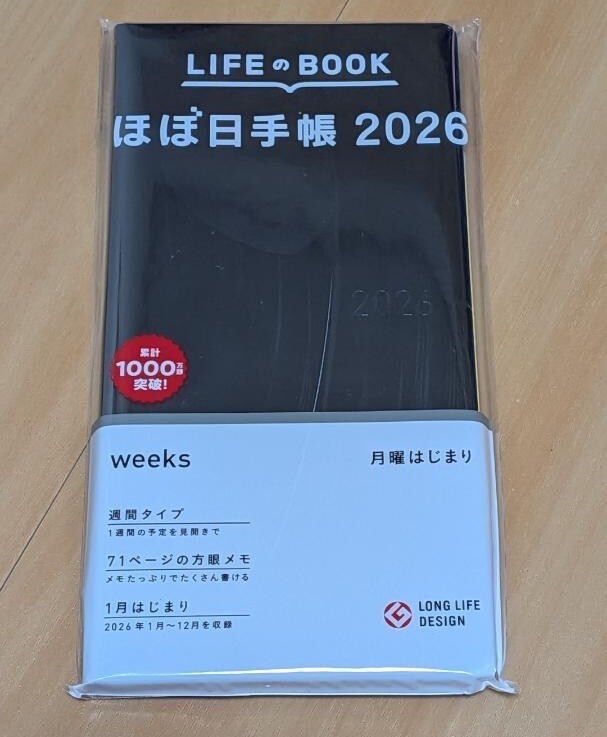 LIFEのBOOK
ほぼ日手帳 2026
2026
累計
1000万部
突破!
weeks
月曜はじまり
週間タイプ
1週間の予定を見開きで
71ページの方眼メモ
メモたっぷりでたくさん書ける
1月はじまり
2026年1月〜12月を収録
LONG LIFE
DESIGN